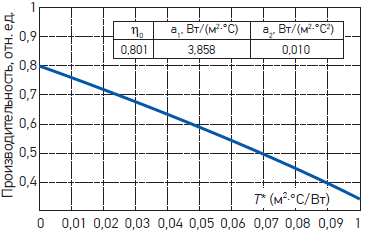 Производительность, отн. ед.
1
0,9
0,8
0,7
0,6
0,5
0,4
η₀ a₁, Вт/(м²·°С) a₂, Вт/(м²·°С²)
0,801 3,858 0,010
T* (м²·°С/Вт)
0 0,01 0,02 0,03 0,04 0,05 0,06 0,07 0,08 0,09 1